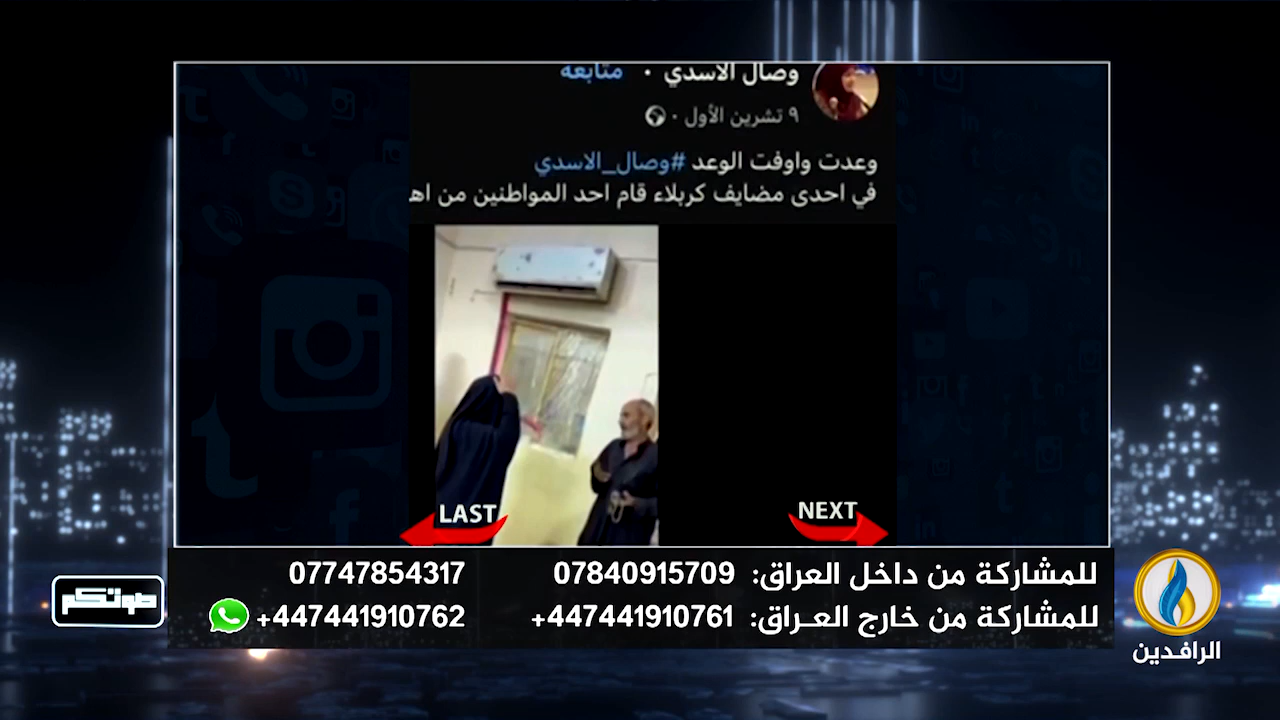 وصال الاسدي · متابعة
٩ تشرين الأول ·
وعدت واوفت الوعد #وصال_الاسدي
في احدى مضايف كربلاء قام احد المواطنين من اه
LAST
NEXT
للمشاركة من داخل العراق: 07840915709 07747854317
للمشاركة من خارج العـراق: +447441910761 +447441910762
صوتكم
الرافدين